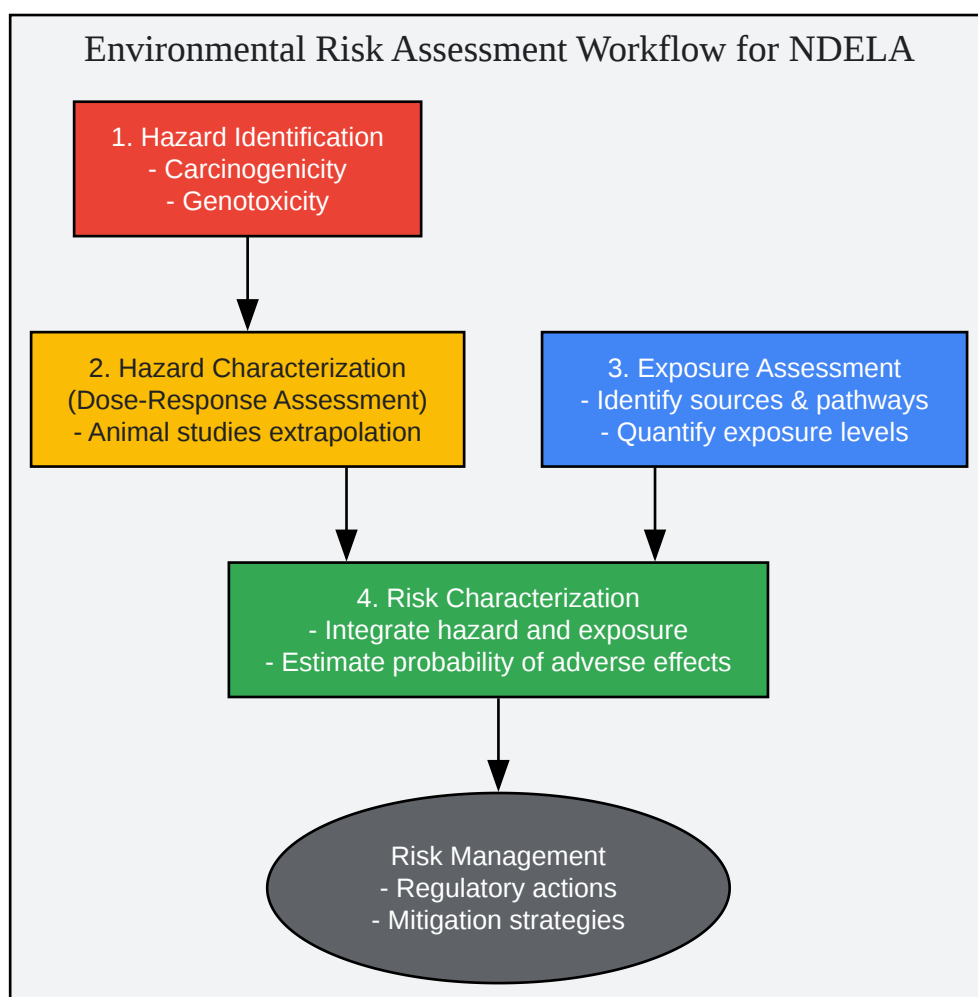 Environmental Risk Assessment Workflow for NDELA
1. Hazard Identification
- Carcinogenicity
- Genotoxicity
2. Hazard Characterization
(Dose-Response Assessment)
- Animal studies extrapolation
3. Exposure Assessment
- Identify sources & pathways
- Quantify exposure levels
4. Risk Characterization
- Integrate hazard and exposure
- Estimate probability of adverse effects
Risk Management
- Regulatory actions
- Mitigation strategies